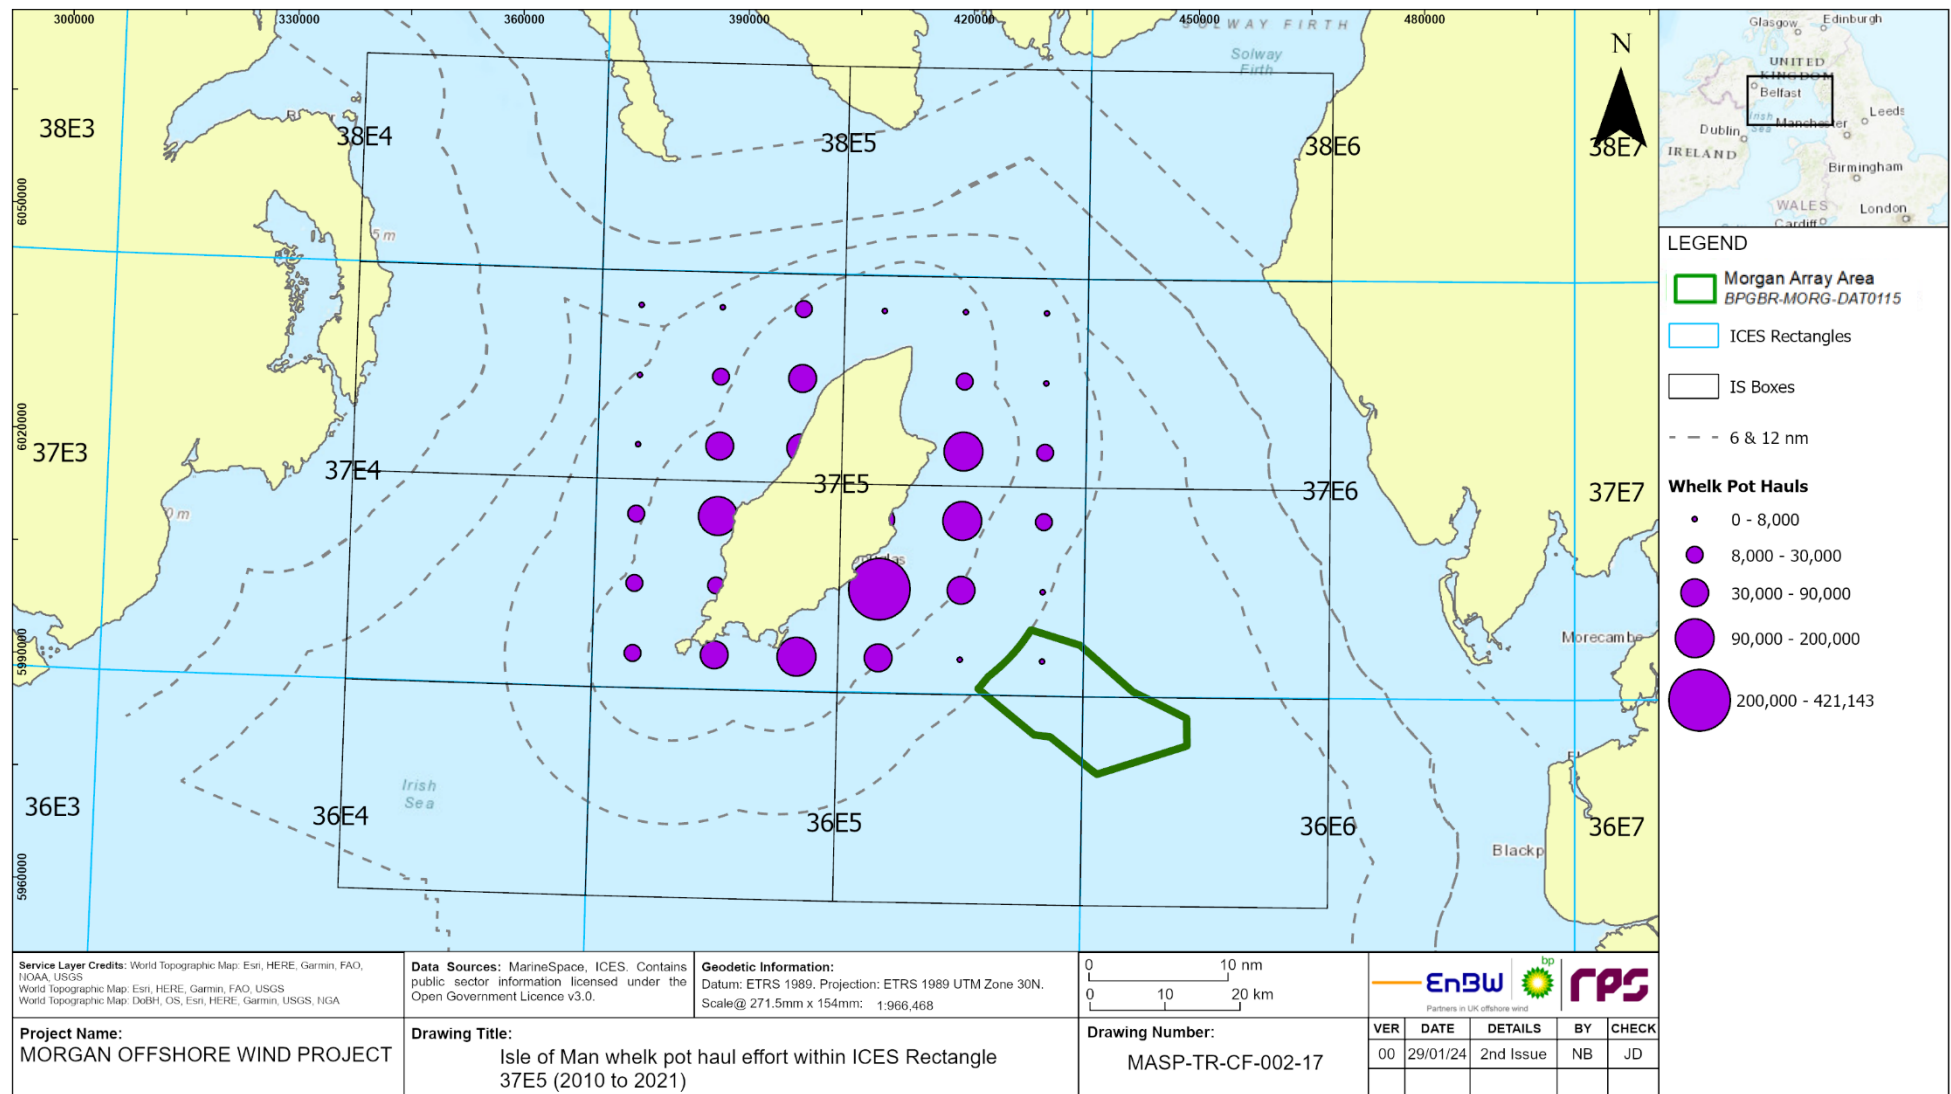 300000 330000 360000 390000 420000 450000 480000
SOLWAY FIRTH
Solway
Firth
38E3
38E4
38E5
38E6
38E7
6050000
5 m
6020000
37E3
37E4
37E5
37E6
37E7
0 m
5990000
Morecambe
Irish
Sea
36E3
36E4
36E5
36E6
36E7
5960000
N
Glasgow
Edinburgh
UNITED
KINGDOM
Belfast
Irish
Sea
Leeds
Dublin
Manchester
IRELAND
Birmingham
WALES
London
Cardiff
LEGEND
Morgan Array Area
BPGBR-MORG-DAT0115
ICES Rectangles
IS Boxes
6 & 12 nm
Whelk Pot Hauls
0 - 8,000
8,000 - 30,000
30,000 - 90,000
90,000 - 200,000
200,000 - 421,143
Service Layer Credits: World Topographic Map: Esri, HERE, Garmin, FAO,
NOAA, USGS
World Topographic Map: Esri, HERE, Garmin, FAO, USGS
World Topographic Map: DoBH, OS, Esri, HERE, Garmin, USGS, NGA
Data Sources: MarineSpace, ICES. Contains
public sector information licensed under the
Open Government Licence v3.0.
Geodetic Information:
Datum: ETRS 1989. Projection: ETRS 1989 UTM Zone 30N.
Scale@ 271.5mm x 154mm: 1:966,468
0 10 nm
0 10 20 km
EnBW
bp
rps
Partners in UK offshore wind
Project Name:
MORGAN OFFSHORE WIND PROJECT
Drawing Title:
Isle of Man whelk pot haul effort within ICES Rectangle
37E5 (2010 to 2021)
Drawing Number:
MASP-TR-CF-002-17
VER DATE DETAILS BY CHECK
00 29/01/24 2nd Issue NB JD